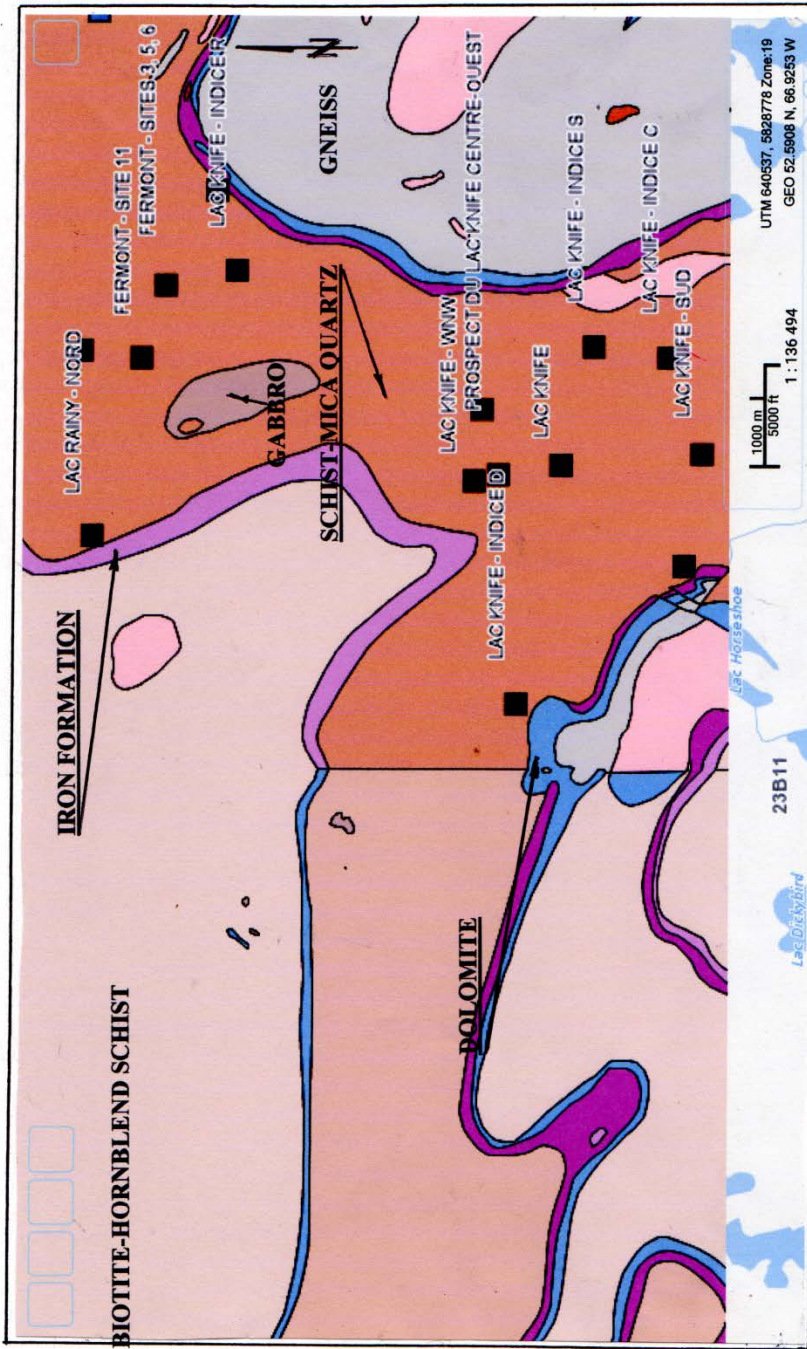 LAC RAINY - NORD
FERMONT - SITE 11
FERMONT - SITES 3, 5, 6
LAC KNIFE - INDICE R
N
GNEISS
IRON FORMATION
GABBRO
SCHIST-MICA QUARTZ
LAC KNIFE - WNW
PROSPECT DU LAC KNIFE CENTRE-OUEST
LAC KNIFE - INDICE D
LAC KNIFE
LAC KNIFE - INDICE S
LAC KNIFE - INDICE C
LAC KNIFE - SUD
BIOTITE-HORNBLEND SCHIST
DOLOMITE
Lac Horseshoe
23B11
Lac Dickybird
1000 m
5000 ft
1 : 136 494
UTM 640537, 5828778 Zone:19
GEO 52.5908 N, 66.9253 W